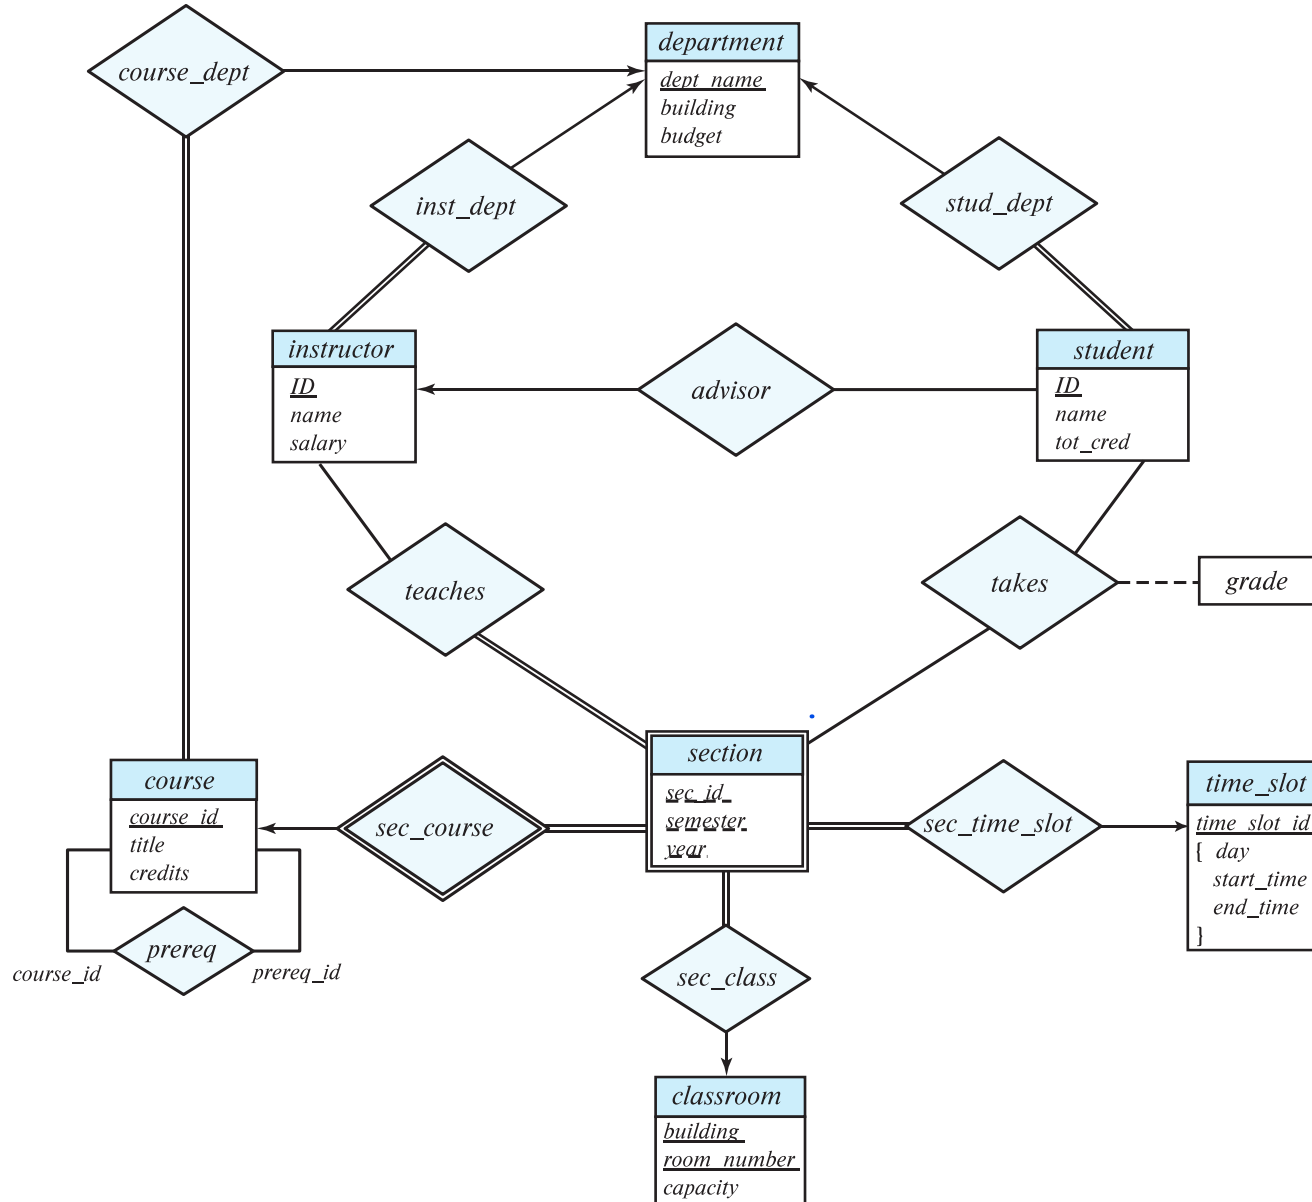 department
course_dept
dept_name
building
budget
inst_dept
stud_dept
instructor
ID
name
salary
advisor
student
ID
name
tot_cred
teaches
takes
grade
section
sec_id
semester
year
course
course_id
title
credits
sec_course
sec_time_slot
time_slot
time_slot_id
{ day
start_time
end_time
}
prereq
course_id
prereq_id
sec_class
classroom
building
room_number
capacity